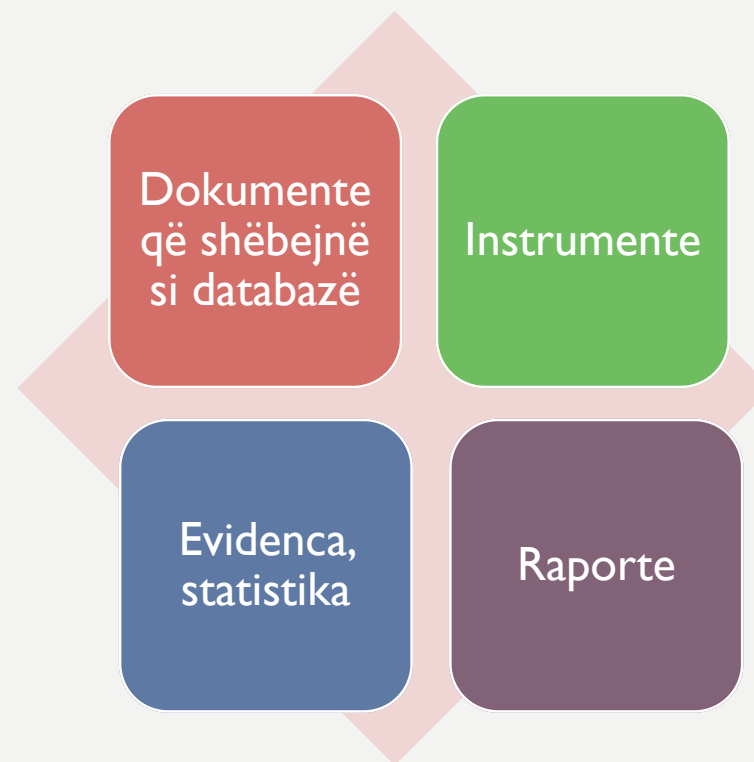 Dokumente
që shëbejnë
si databazë
Instrumente
Evidenca,
statistika
Raporte